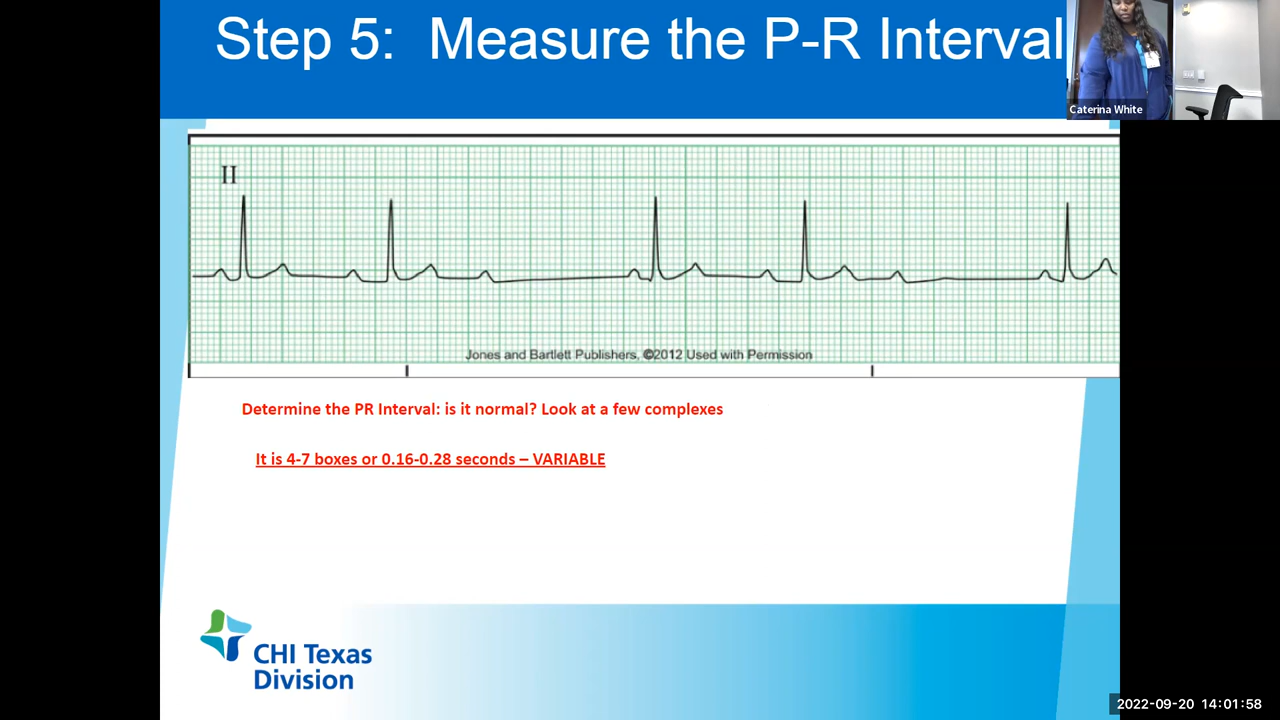 Step 5: Measure the P-R Interval
Caterina White
II
Jones and Bartlett Publishers. ©2012 Used with Permission
Determine the PR Interval: is it normal? Look at a few complexes
It is 4-7 boxes or 0.16-0.28 seconds – VARIABLE
CHI Texas
Division
2022-09-20 14:01:58